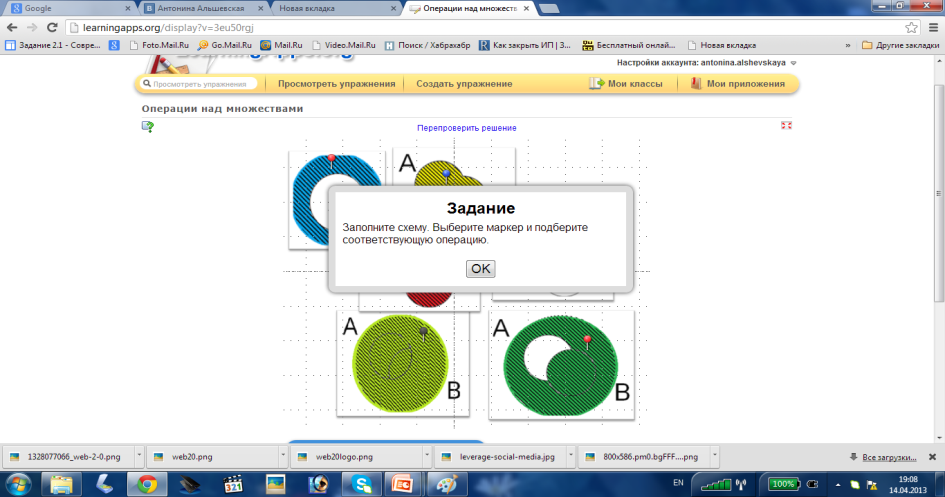 Google
Антонина Альшевская
Новая вкладка
Операции над множеств
learningapps.org/display?v=3eu50rgj
Задание 2.1 - Совре...
Foto.Mail.Ru
Go.Mail.Ru
Mail.Ru
Video.Mail.Ru
Поиск / Хабрахабр
Как закрыть ИП | З...
Бесплатный онлай...
Новая вкладка
»
Другие закладки
Настройки аккаунта: antonina.alshevskaya
Просмотреть упражнения
Просмотреть упражнения
Создать упражнение
Мои классы
Мои приложения
Операции над множествами
Перепроверить решение
A
Задание
Заполните схему. Выберите маркер и подберите
соответствующую операцию.
OK
A
B
A
B
1328077066_web-2-0.png
web20.png
web20logo.png
leverage-social-media.jpg
800x586.pm0.bgFFF....png
Все загрузки...
321
EN
100%
19:08
14.04.2013